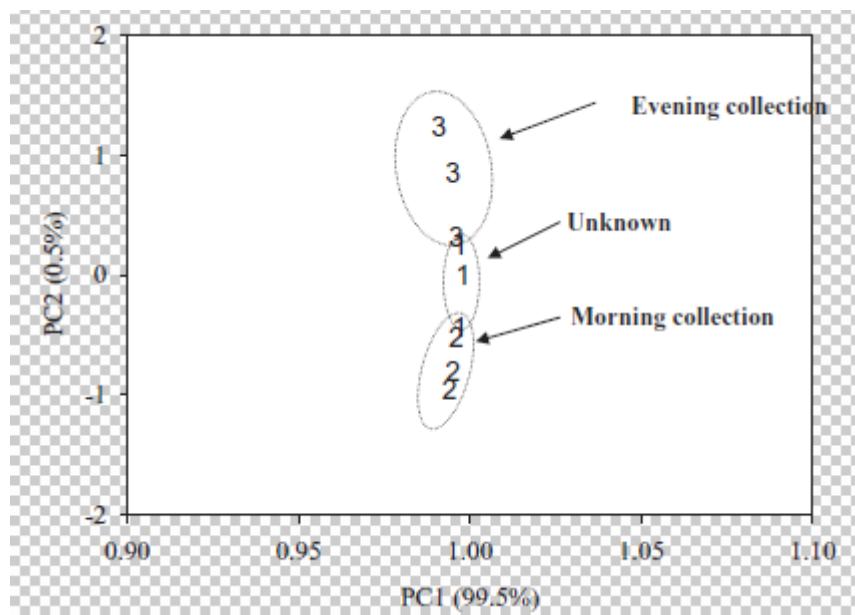 2
Evening collection
3
1
3
Unknown
PC2 (0.5%)
3
1
0
1
Morning collection
1
2
2
-1
2
-2
0.90 0.95 1.00 1.05 1.10
PC1 (99.5%)